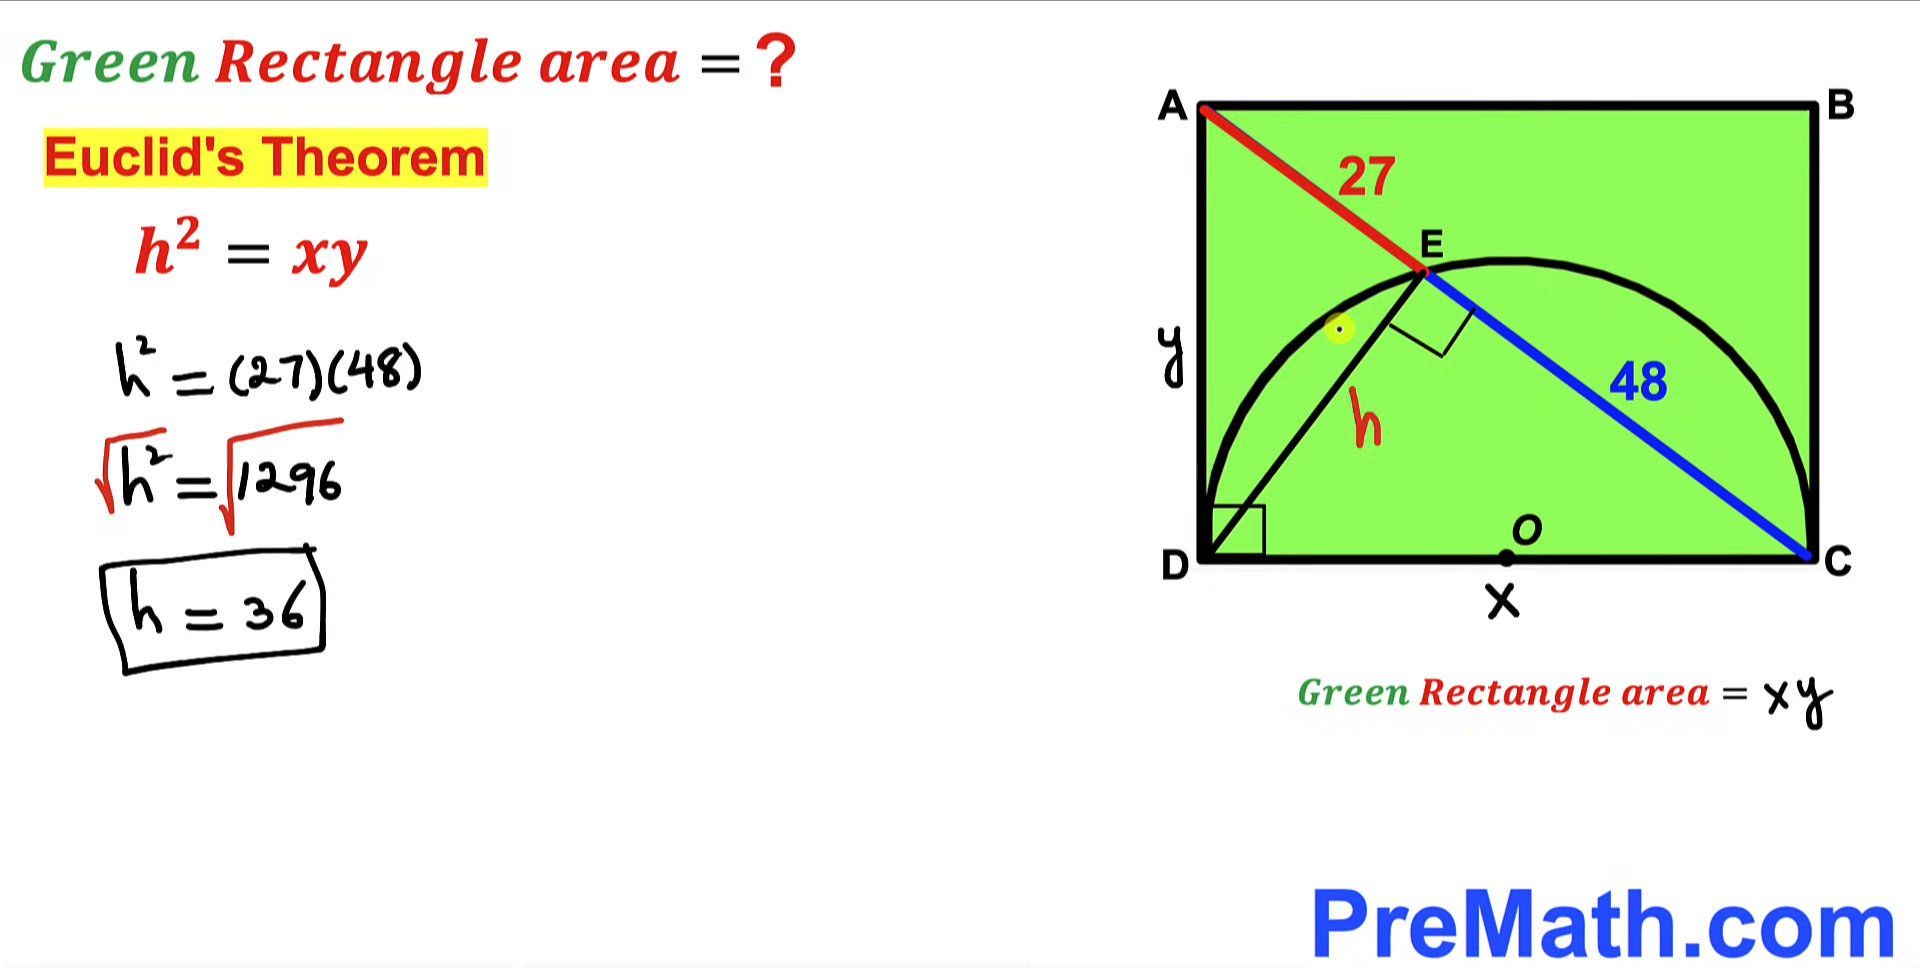 Green Rectangle area = ?
Euclid's Theorem
h² = xy
h² = (27)(48)
√h² = √1296
h = 36
A
B
27
E
y
48
h
O
D
C
x
Green Rectangle area = xy
PreMath.com